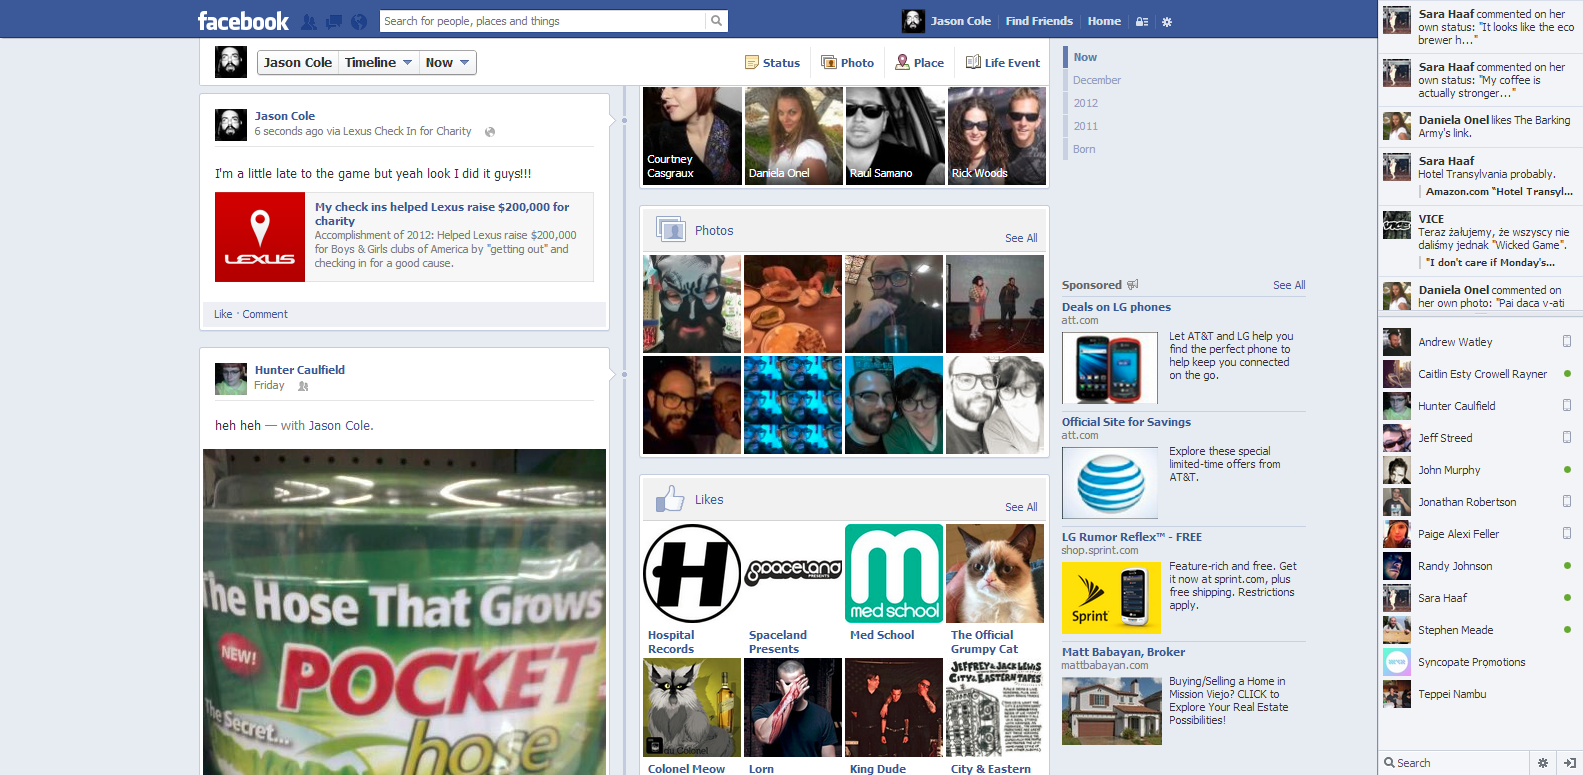 facebook
Search for people, places and things
Jason Cole
Find Friends
Home
Jason Cole
Timeline
Now
Status
Photo
Place
Life Event
Jason Cole
6 seconds ago via Lexus Check In for Charity
I'm a little late to the game but yeah look I did it guys!!!
LEXUS
My check ins helped Lexus raise $200,000 for
charity
Accomplishment of 2012: Helped Lexus raise $200,000
for Boys & Girls clubs of America by "getting out" and
checking in for a good cause.
Like · Comment
Hunter Caulfield
Friday
heh heh — with Jason Cole.
The Hose That Grows
NEW!
POCKET
The Secret...
hose
Courtney
Casgraux
Daniela Onel
Raul Samano
Rick Woods
Photos
See All
Likes
See All
H
Spaceland
PRESENTS
m
med school
Hospital
Records
Spaceland
Presents
Med School
The Official
Grumpy Cat
du Colonel
JEFFREY & JACK LEWIS
CITY & EASTERN TAPES
Colonel Meow
Lorn
King Dude
City & Eastern
Now
December
2012
2011
Born
Sponsored
See All
Deals on LG phones
att.com
Let AT&T and LG help you
find the perfect phone to
help keep you connected
on the go.
Official Site for Savings
att.com
Explore these special
limited-time offers from
AT&T.
LG Rumor Reflex™ - FREE
shop.sprint.com
Sprint
Feature-rich and free. Get
it now at sprint.com, plus
free shipping. Restrictions
apply.
Matt Babayan, Broker
mattbabayan.com
Buying/Selling a Home in
Mission Viejo? CLICK to
Explore Your Real Estate
Possibilities!
Sara Haaf commented on her
own status: "It looks like the eco
brewer h..."
Sara Haaf commented on her
own status: "My coffee is
actually stronger..."
Daniela Onel likes The Barking
Army's link.
Sara Haaf
Hotel Transylvania probably.
Amazon.com "Hotel Transyl...
VICE
VICE
Teraz żałujemy, że wszyscy nie
daliśmy jednak "Wicked Game".
"I don't care if Monday's...
Daniela Onel commented on
her own photo: "Pai daca v-ati
Andrew Watley
Caitlin Esty Crowell Rayner
Hunter Caulfield
Jeff Streed
John Murphy
Jonathan Robertson
Paige Alexi Feller
Randy Johnson
Sara Haaf
Stephen Meade
Syncopate Promotions
Teppei Nambu
Search